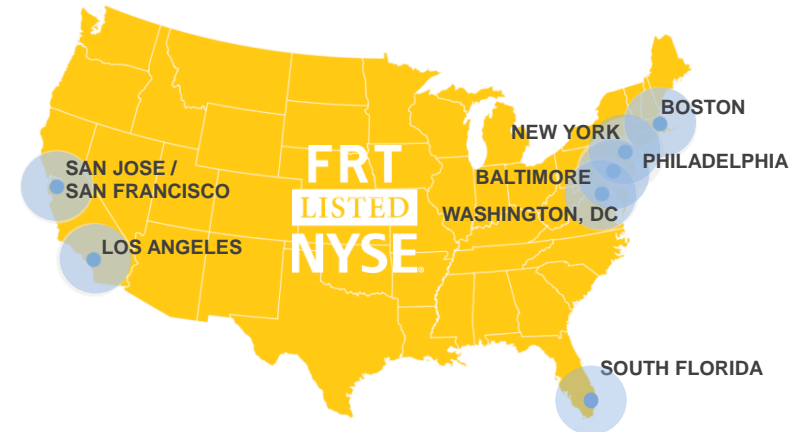 BOSTON
NEW YORK
PHILADELPHIA
BALTIMORE
WASHINGTON, DC
SAN JOSE /
SAN FRANCISCO
LOS ANGELES
FRT
LISTED
NYSE
SOUTH FLORIDA